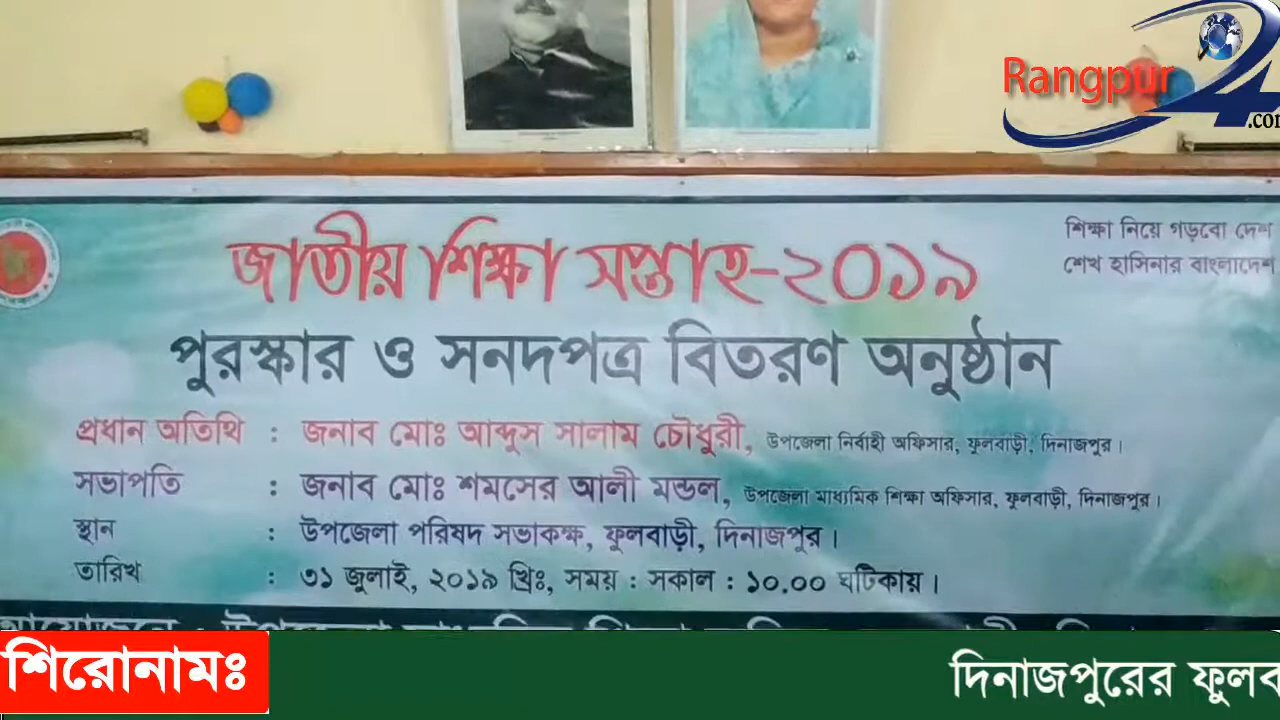 Rangpur
24
.com
শিক্ষা নিয়ে গড়বো দেশ
শেখ হাসিনার বাংলাদেশ
জাতীয় শিক্ষা সপ্তাহ-২০১৯
পুরস্কার ও সনদপত্র বিতরণ অনুষ্ঠান
প্রধান অতিথি : জনাব মোঃ আব্দুস সালাম চৌধুরী, উপজেলা নির্বাহী অফিসার, ফুলবাড়ী, দিনাজপুর।
সভাপতি : জনাব মোঃ শমসের আলী মন্ডল, উপজেলা মাধ্যমিক শিক্ষা অফিসার, ফুলবাড়ী, দিনাজপুর।
স্থান : উপজেলা পরিষদ সভাকক্ষ, ফুলবাড়ী, দিনাজপুর।
তারিখ : ৩১ জুলাই, ২০১৯ খ্রিঃ, সময় : সকাল : ১০.০০ ঘটিকায়।
শিরোনামঃ
দিনাজপুরের